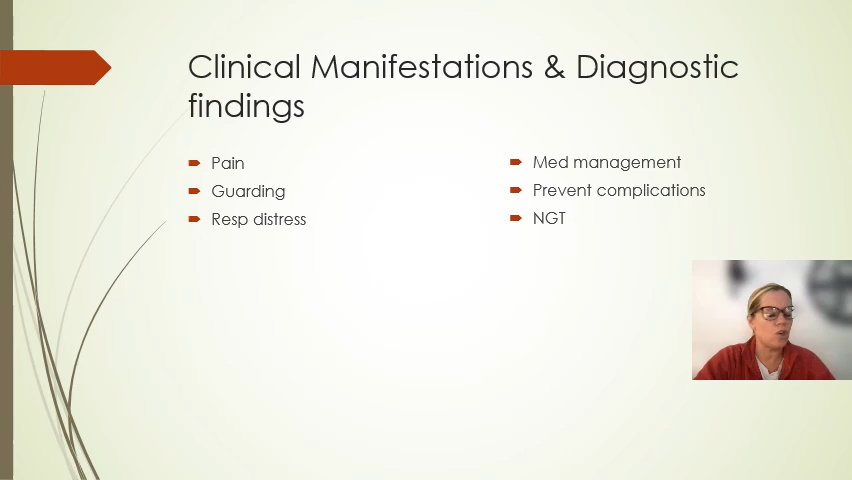 Clinical Manifestations & Diagnostic
findings
Pain
Guarding
Resp distress
Med management
Prevent complications
NGT